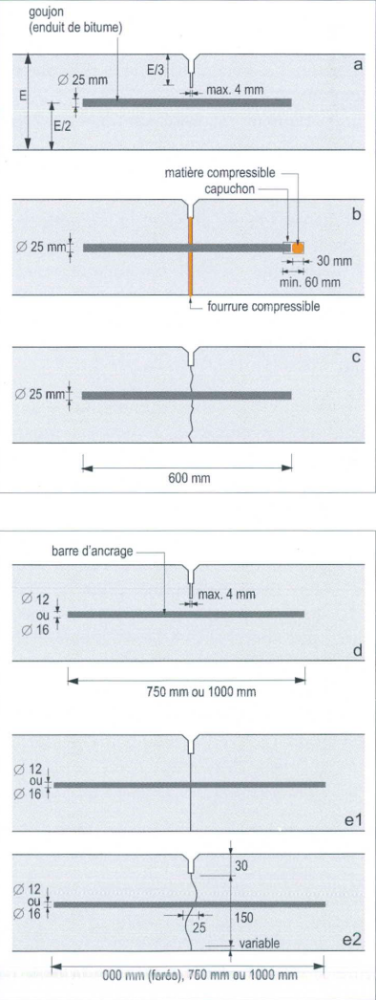 goujon
(enduit de bitume)
a
E/3
Ø 25 mm
max. 4 mm
E
E/2
matière compressible
capuchon
b
Ø 25 mm
30 mm
min. 60 mm
fourrure compressible
c
Ø 25 mm
600 mm
barre d'ancrage
Ø 12
ou
Ø 16
max. 4 mm
d
750 mm ou 1000 mm
Ø 12
ou
Ø 16
e1
30
Ø 12
ou
Ø 16
150
25
variable
e2
000 mm (forés), 750 mm ou 1000 mm